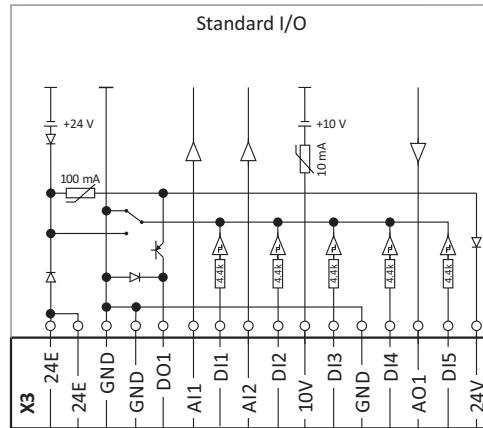 Standard I/O
+24 V
+10 V
100 mA
10 mA
4.4k
4.4k
4.4k
4.4k
4.4k
X3
24E
24E
GND
GND
DO1
AI1
DI1
AI2
DI2
10V
DI3
GND
DI4
AO1
DI5
24V